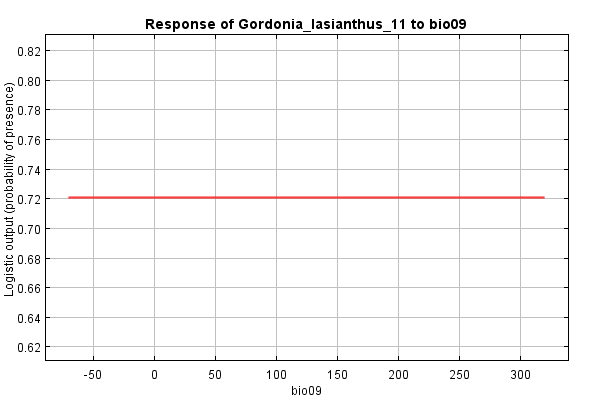 Response of Gordonia_lasianthus_11 to bio09
Logistic output (probability of presence)
0.82
0.80
0.78
0.76
0.74
0.72
0.70
0.68
0.66
0.64
0.62
-50 0 50 100 150 200 250 300
bio09